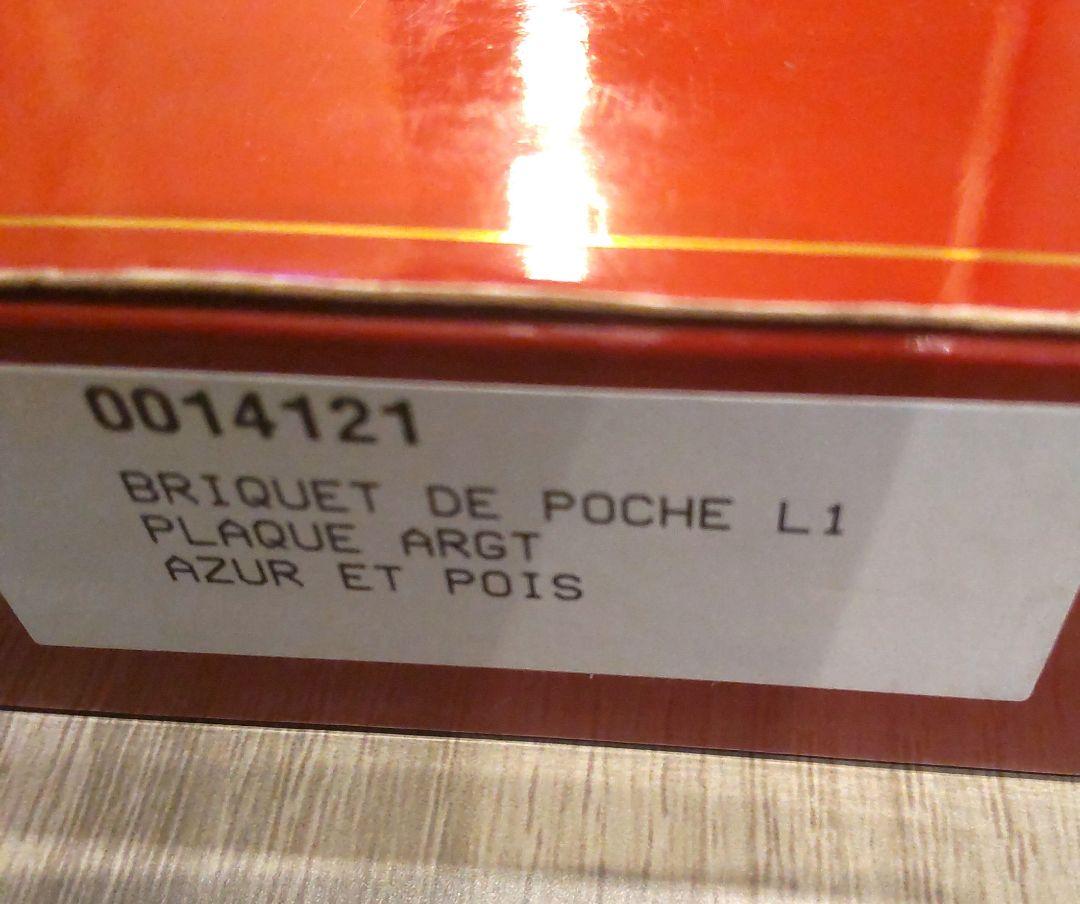 0014121
BRIQUET DE POCHE L1
PLAQUE ARGT
AZUR ET POIS